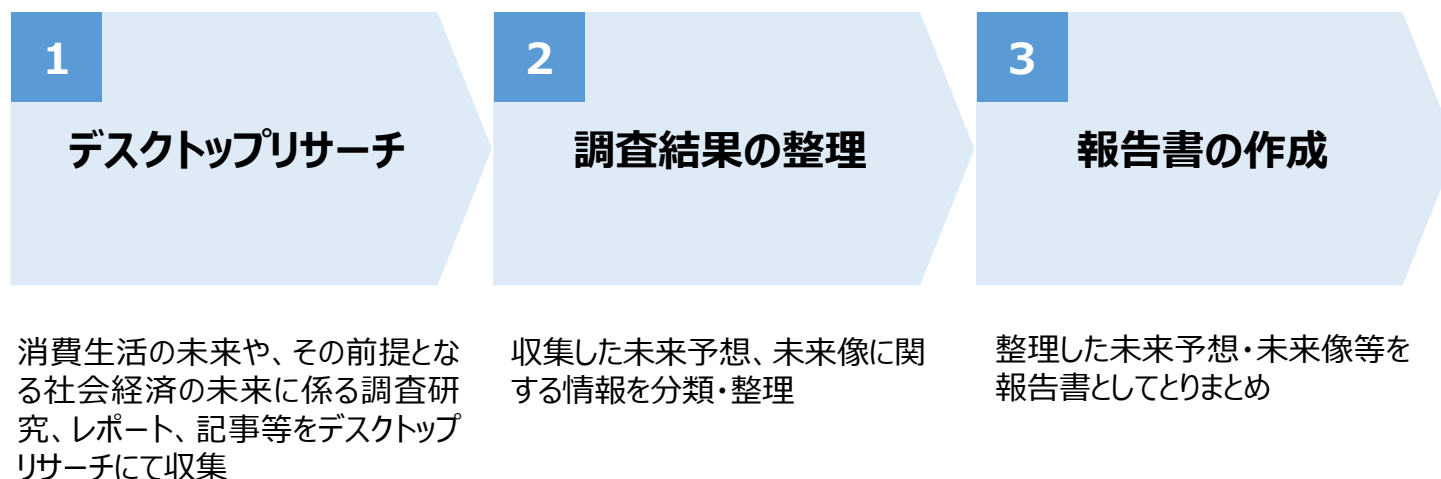 1
デスクトップリサーチ
消費生活の未来や、その前提とな
る社会経済の未来に係る調査研
究、レポート、記事等をデスクトップ
リサーチにて収集
2
調査結果の整理
収集した未来予想、未来像に関
する情報を分類・整理
3
報告書の作成
整理した未来予想・未来像等を
報告書としてとりまとめ